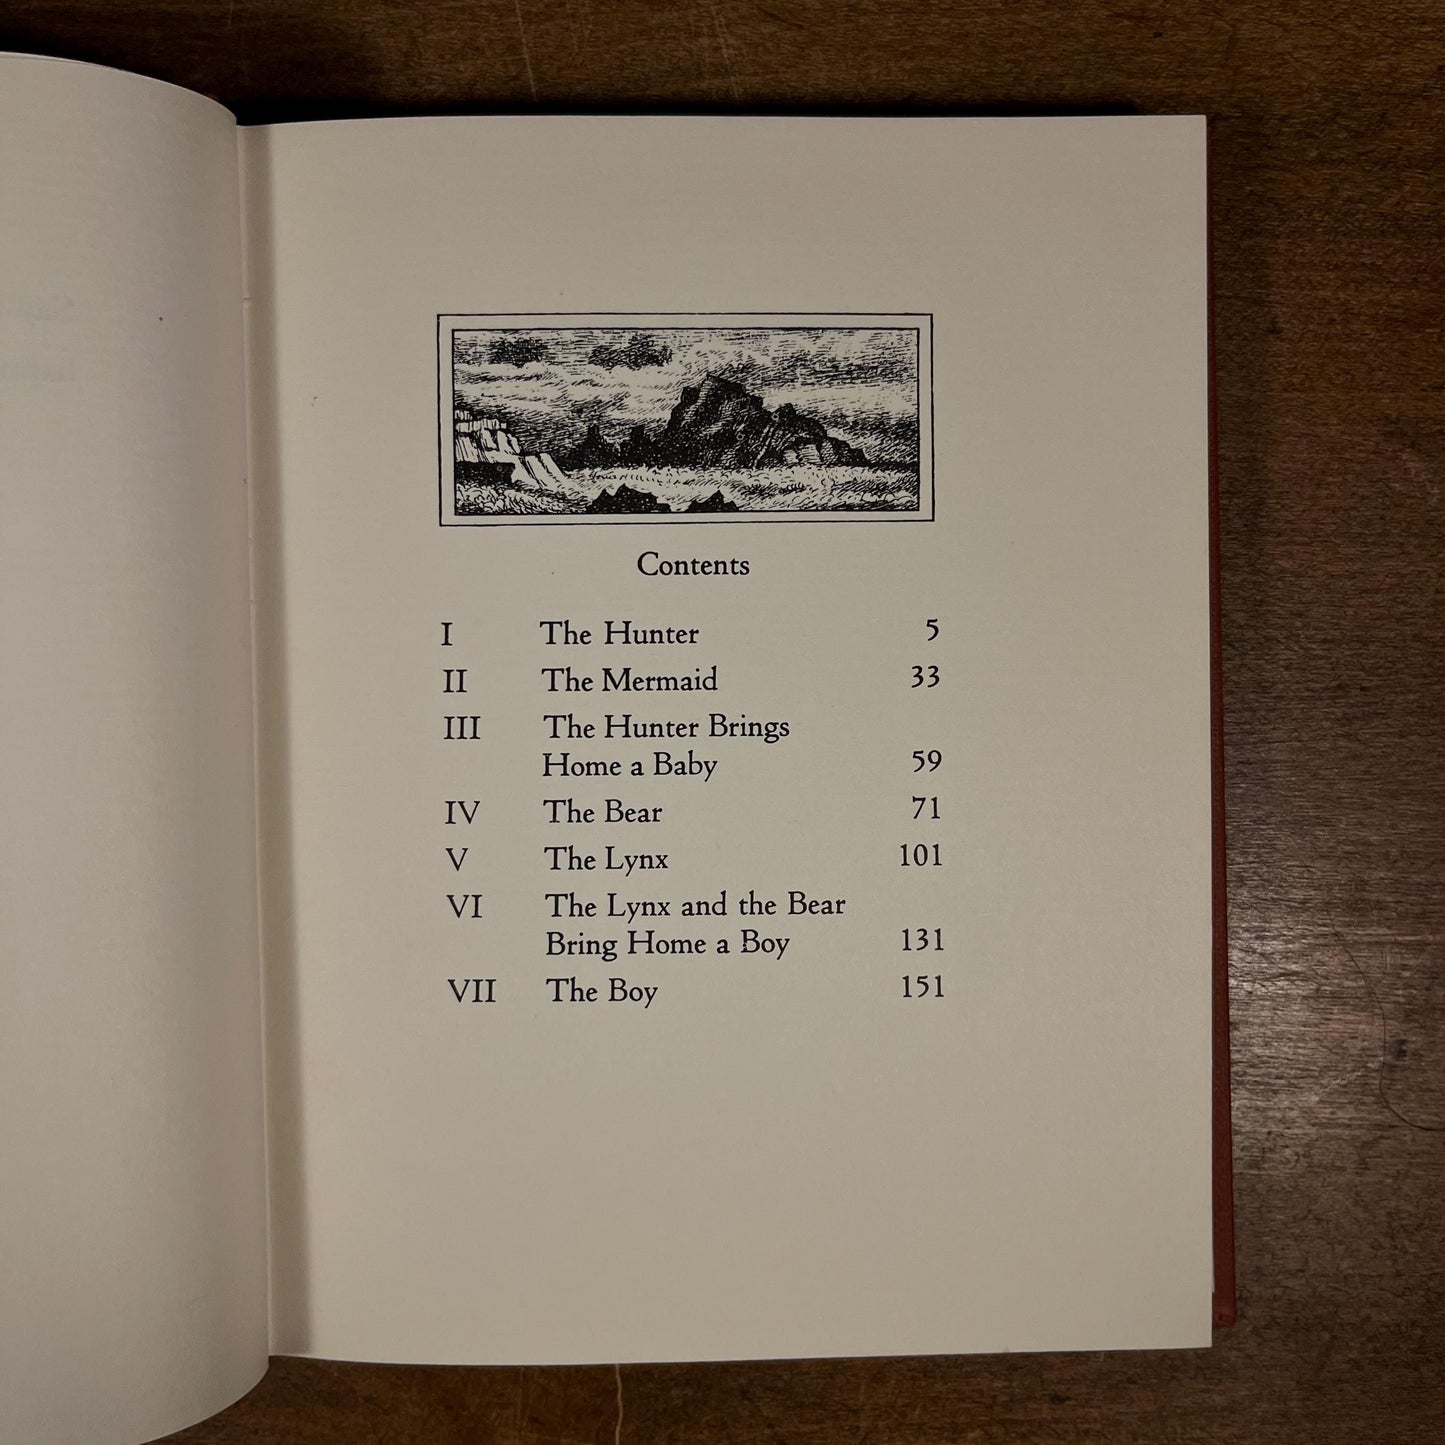 Contents
I The Hunter 5
II The Mermaid 33
III The Hunter Brings
Home a Baby 59
IV The Bear 71
V The Lynx 101
VI The Lynx and the Bear
Bring Home a Boy 131
VII The Boy 151